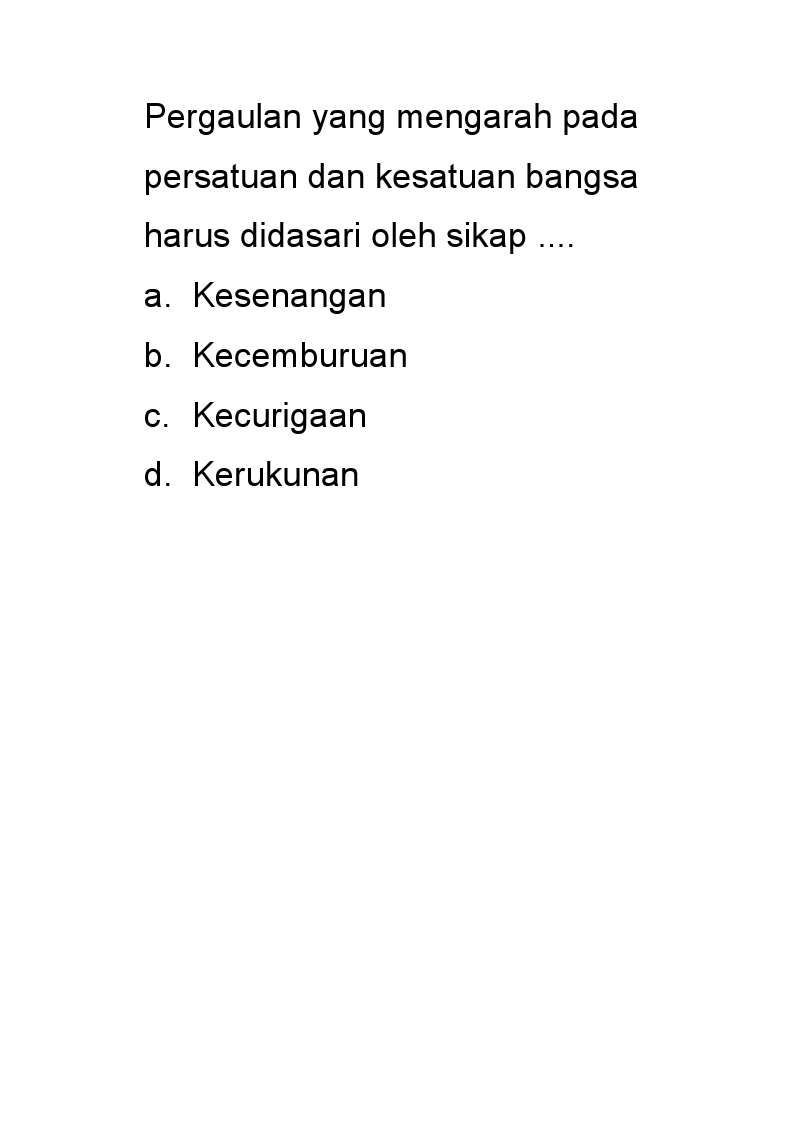 Pergaulan yang mengarah pada
persatuan dan kesatuan bangsa
harus didasari oleh sikap ....
a. Kesenangan
b. Kecemburuan
c. Kecurigaan
d. Kerukunan